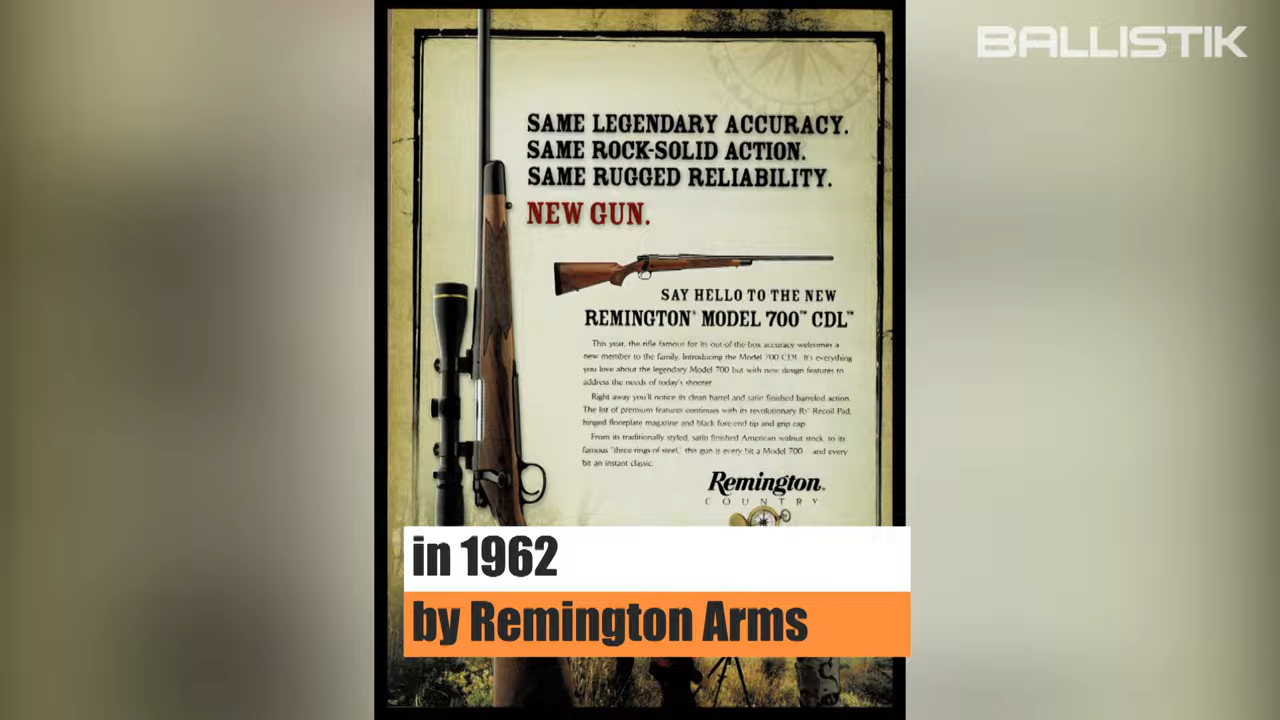 BALLISTIK
SAME LEGENDARY ACCURACY.
SAME ROCK-SOLID ACTION.
SAME RUGGED RELIABILITY.
NEW GUN.
SAY HELLO TO THE NEW
REMINGTON® MODEL 700™ CDL™
This year, the rifle famous for its out-of-the-box accuracy welcomes a
new member to the family. Introducing the Model 700 CDL. It's everything
you love about the legendary Model 700 but with new design features to
address the needs of today's shooter.
Right away you'll notice its clean barrel and satin finished barreled action.
The list of premium features continues with its revolutionary R3™ Recoil Pad,
hinged floorplate magazine and black fore-end tip and grip cap.
From its traditionally styled, satin finished American walnut stock, to its
famous "three rings of steel," this gun is every bit a Model 700 and every
bit an instant classic.
Remington®
COUNTRY
in 1962
by Remington Arms